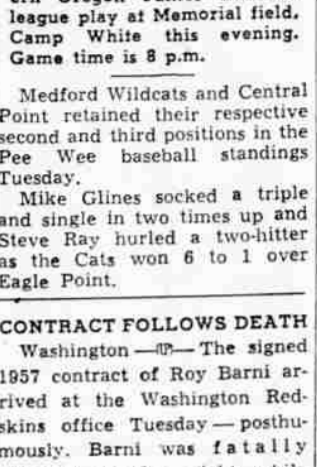 league play at Memorial field,
Camp White this evening.
Game time is 8 p.m.
Medford Wildcats and Central
Point retained their respective
second and third positions in the
Pee Wee baseball standings
Tuesday.
Mike Glines socked a triple
and single in two times up and
Steve Ray hurled a two-hitter
as the Cats won 6 to 1 over
Eagle Point.
CONTRACT FOLLOWS DEATH
Washington —(UP)— The signed
1957 contract of Roy Barni ar-
rived at the Washington Red-
skins office Tuesday — posthu-
mously. Barni was fatally